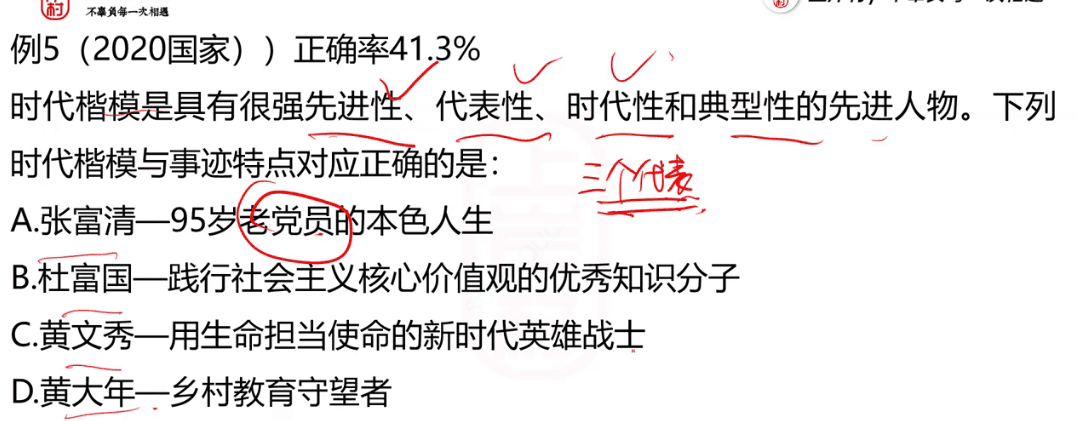 不辜负每一次相遇
例5（2020国家））正确率41.3%
时代楷模是具有很强先进性、代表性、时代性和典型性的先进人物。下列
时代楷模与事迹特点对应正确的是：
三个代表
A.张富清—95岁老党员的本色人生
B.杜富国—践行社会主义核心价值观的优秀知识分子
C.黄文秀—用生命担当使命的新时代英雄战士
D.黄大年—乡村教育守望者